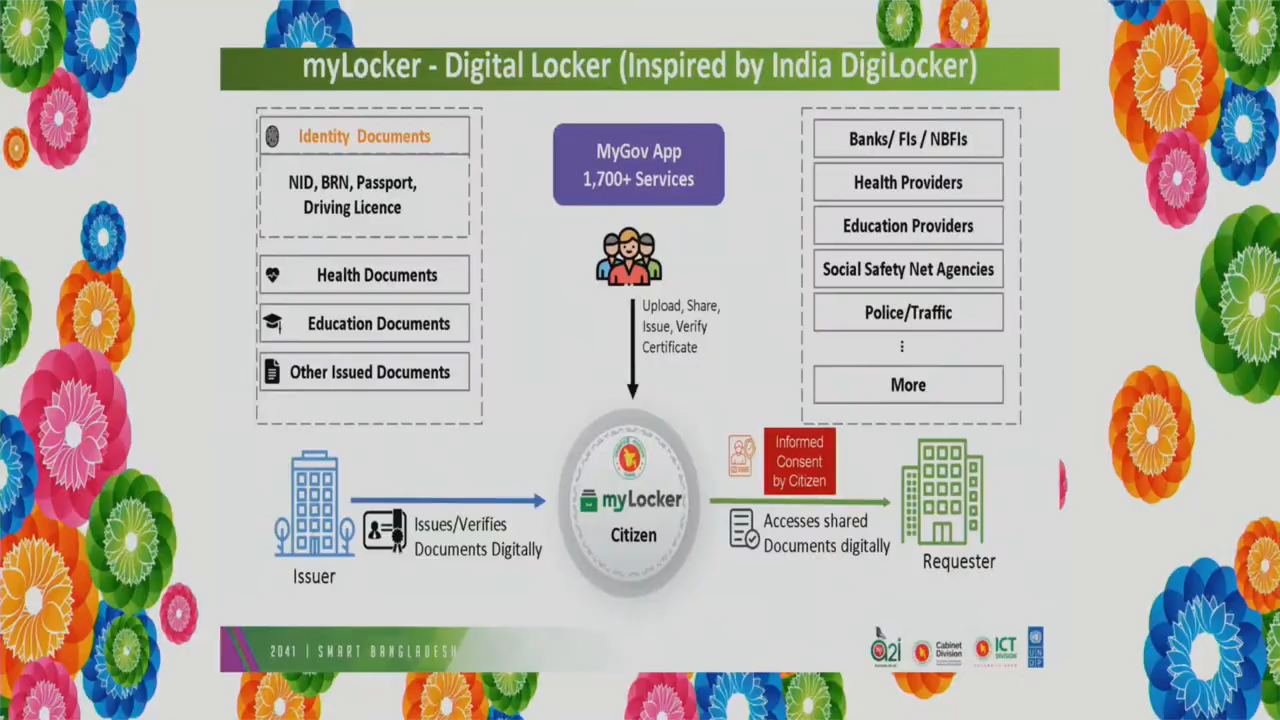 myLocker - Digital Locker (Inspired by India DigiLocker)
Identity Documents
NID, BRN, Passport,
Driving Licence
Health Documents
Education Documents
Other Issued Documents
MyGov App
1,700+ Services
Upload, Share,
Issue, Verify
Certificate
Banks/ FIs / NBFIs
Health Providers
Education Providers
Social Safety Net Agencies
Police/Traffic
More
Issuer
Issues/Verifies
Documents Digitally
myLocker
Citizen
Informed
Consent
by Citizen
Accesses shared
Documents digitally
Requester
2041 | SMART BANGLADESH
a2i
Cabinet
Division
ICT
DIVISION
U N
D P